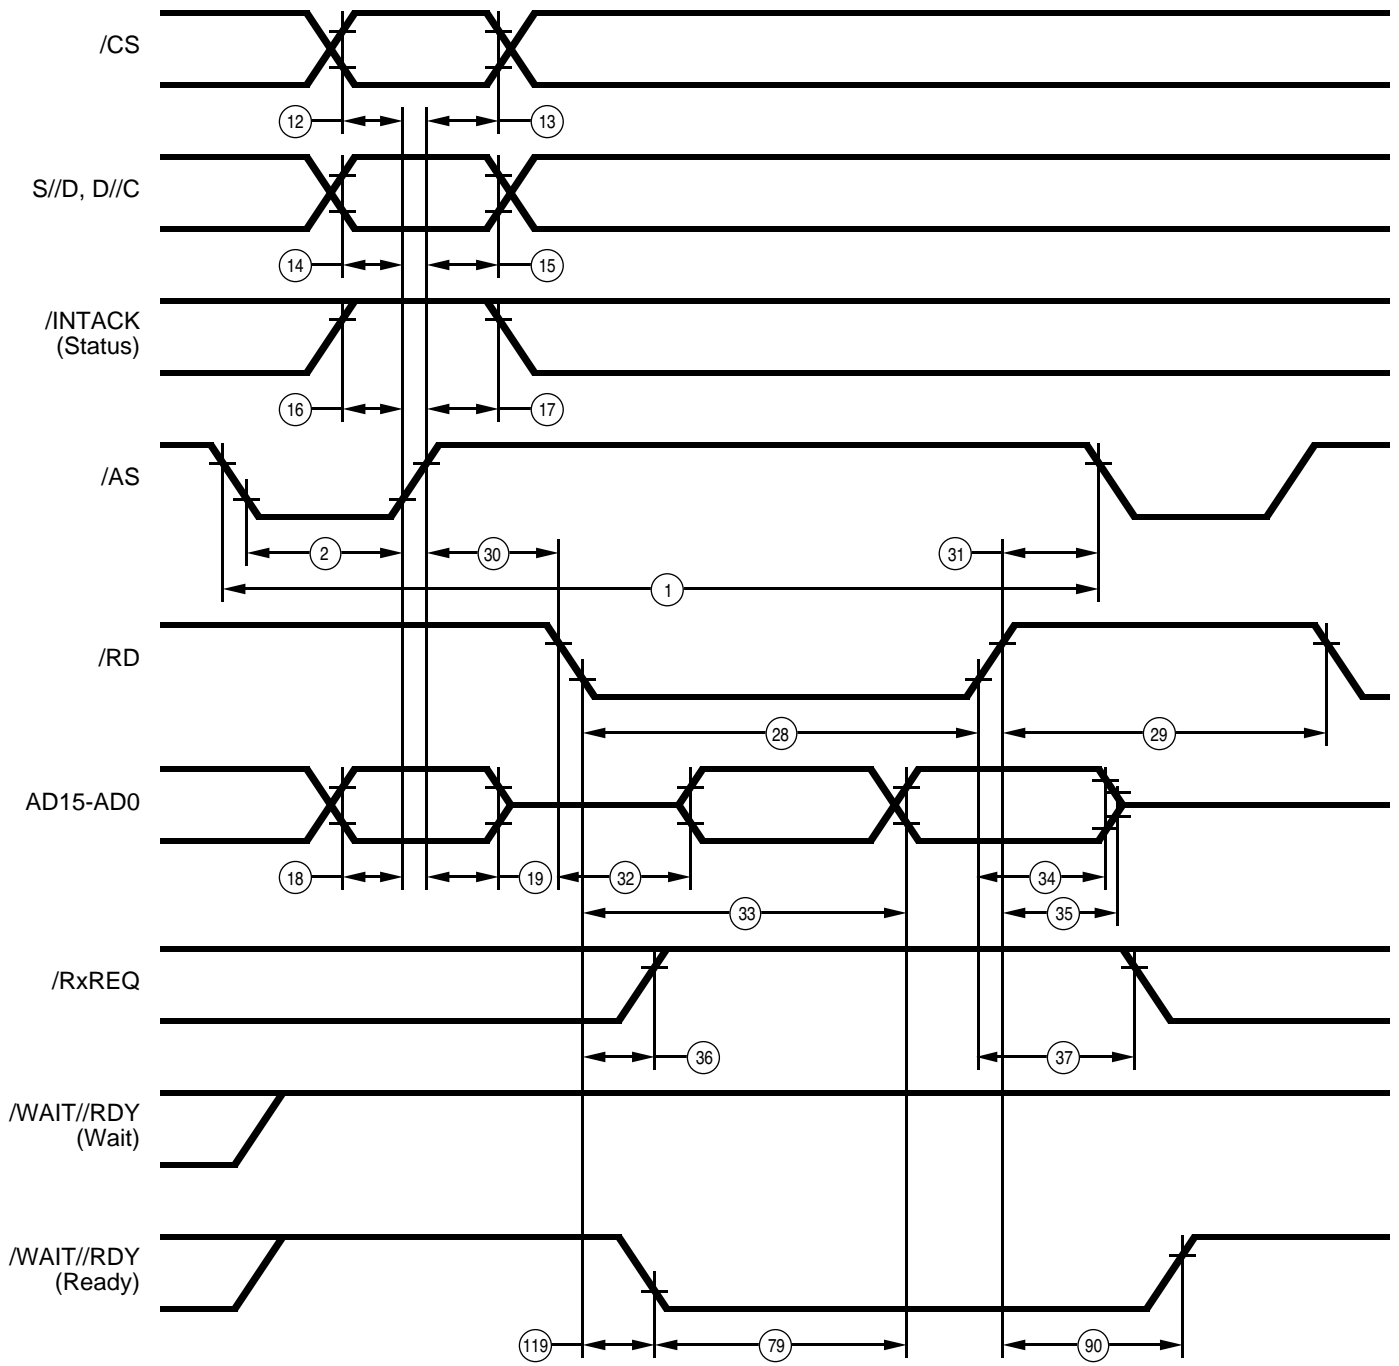 /CS
12
13
S//D, D//C
14
15
/INTACK
(Status)
16
17
/AS
2
30
31
1
/RD
28
29
AD15-AD0
18
19
32
34
33
35
/RxREQ
36
37
/WAIT//RDY
(Wait)
/WAIT//RDY
(Ready)
119
79
90